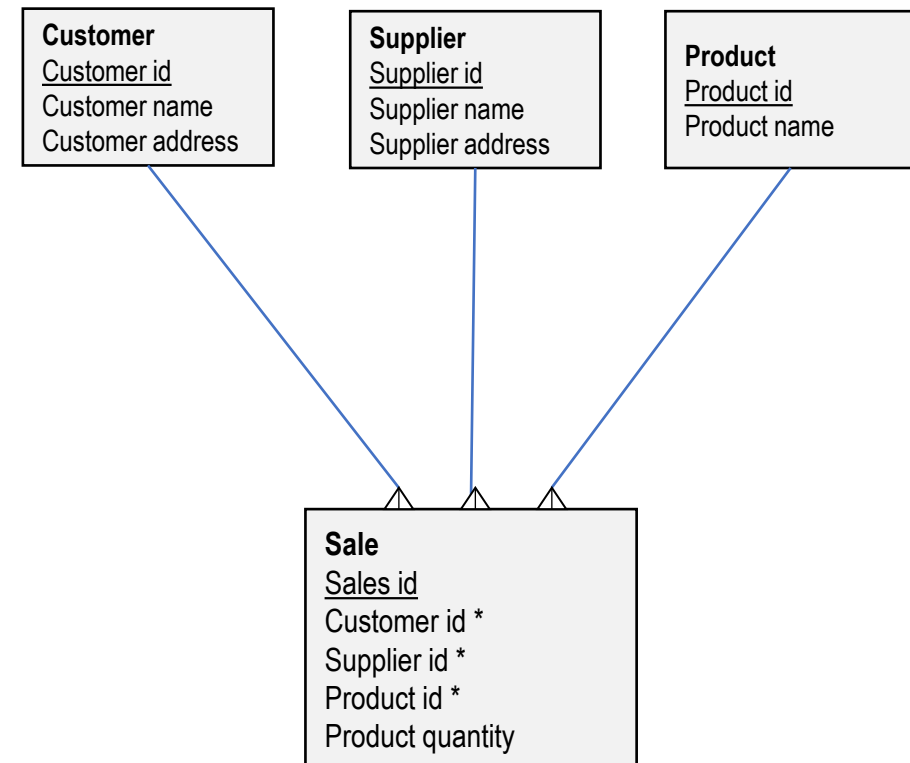 Customer
Customer id
Customer name
Customer address
Supplier
Supplier id
Supplier name
Supplier address
Product
Product id
Product name
Sale
Sales id
Customer id *
Supplier id *
Product id *
Product quantity